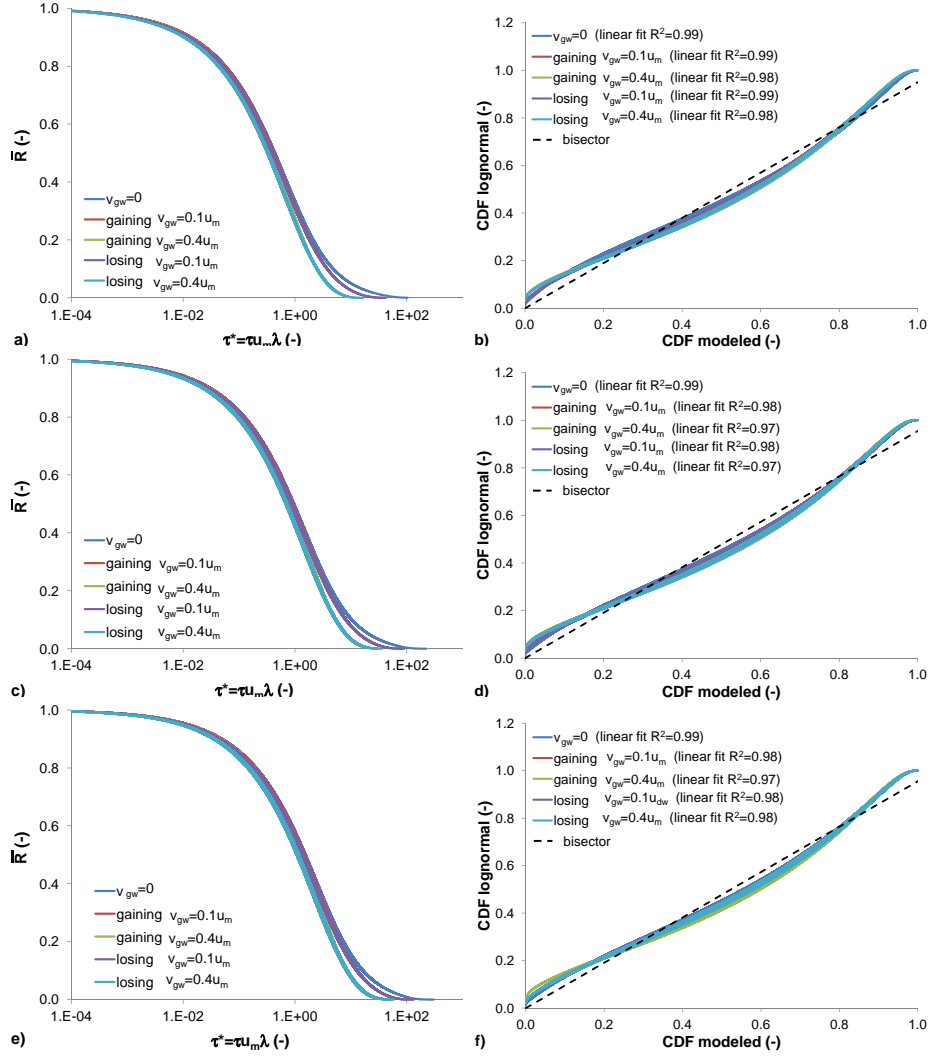 1.0
0.8
0.6
0.4
0.2
0.0
R̅ (-)
v_gw=0
gaining v_gw=0.1u_m
gaining v_gw=0.4u_m
losing v_gw=0.1u_m
losing v_gw=0.4u_m
1.E-04 1.E-02 1.E+00 1.E+02
a) τ*=τu_mλ (-)
1.2
1.0
0.8
0.6
0.4
0.2
0.0
CDF lognormal (-)
v_gw=0 (linear fit R²=0.99)
gaining v_gw=0.1u_m (linear fit R²=0.99)
gaining v_gw=0.4u_m (linear fit R²=0.98)
losing v_gw=0.1u_m (linear fit R²=0.99)
losing v_gw=0.4u_m (linear fit R²=0.98)
bisector
0.0 0.2 0.4 0.6 0.8 1.0
b) CDF modeled (-)
1.0
0.8
0.6
0.4
0.2
0.0
R̅ (-)
v_gw=0
gaining v_gw=0.1u_m
gaining v_gw=0.4u_m
losing v_gw=0.1u_m
losing v_gw=0.4u_m
1.E-04 1.E-02 1.E+00 1.E+02
c) τ*=τu_mλ (-)
1.2
1.0
0.8
0.6
0.4
0.2
0.0
CDF lognormal (-)
v_gw=0 (linear fit R²=0.99)
gaining v_gw=0.1u_m (linear fit R²=0.98)
gaining v_gw=0.4u_m (linear fit R²=0.97)
losing v_gw=0.1u_m (linear fit R²=0.98)
losing v_gw=0.4u_m (linear fit R²=0.97)
bisector
0.0 0.2 0.4 0.6 0.8 1.0
d) CDF modeled (-)
1.0
0.8
0.6
0.4
0.2
0.0
R̅ (-)
v_gw=0
gaining v_gw=0.1u_m
gaining v_gw=0.4u_m
losing v_gw=0.1u_m
losing v_gw=0.4u_m
1.E-04 1.E-02 1.E+00 1.E+02
e) τ*=τu_mλ (-)
1.2
1.0
0.8
0.6
0.4
0.2
0.0
CDF lognormal (-)
v_gw=0 (linear fit R²=0.99)
gaining v_gw=0.1u_m (linear fit R²=0.98)
gaining v_gw=0.4u_m (linear fit R²=0.97)
losing v_gw=0.1u_dw (linear fit R²=0.98)
losing v_gw=0.4u_m (linear fit R²=0.98)
bisector
0.0 0.2 0.4 0.6 0.8 1.0
f) CDF modeled (-)